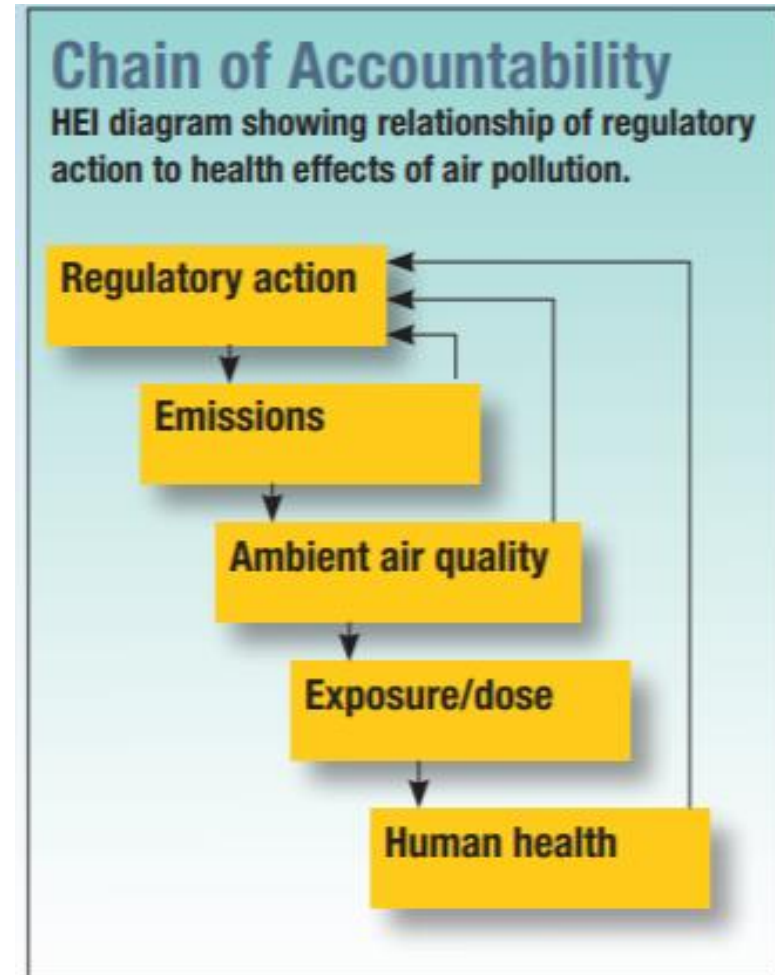 Chain of Accountability
HEI diagram showing relationship of regulatory
action to health effects of air pollution.
Regulatory action
Emissions
Ambient air quality
Exposure/dose
Human health